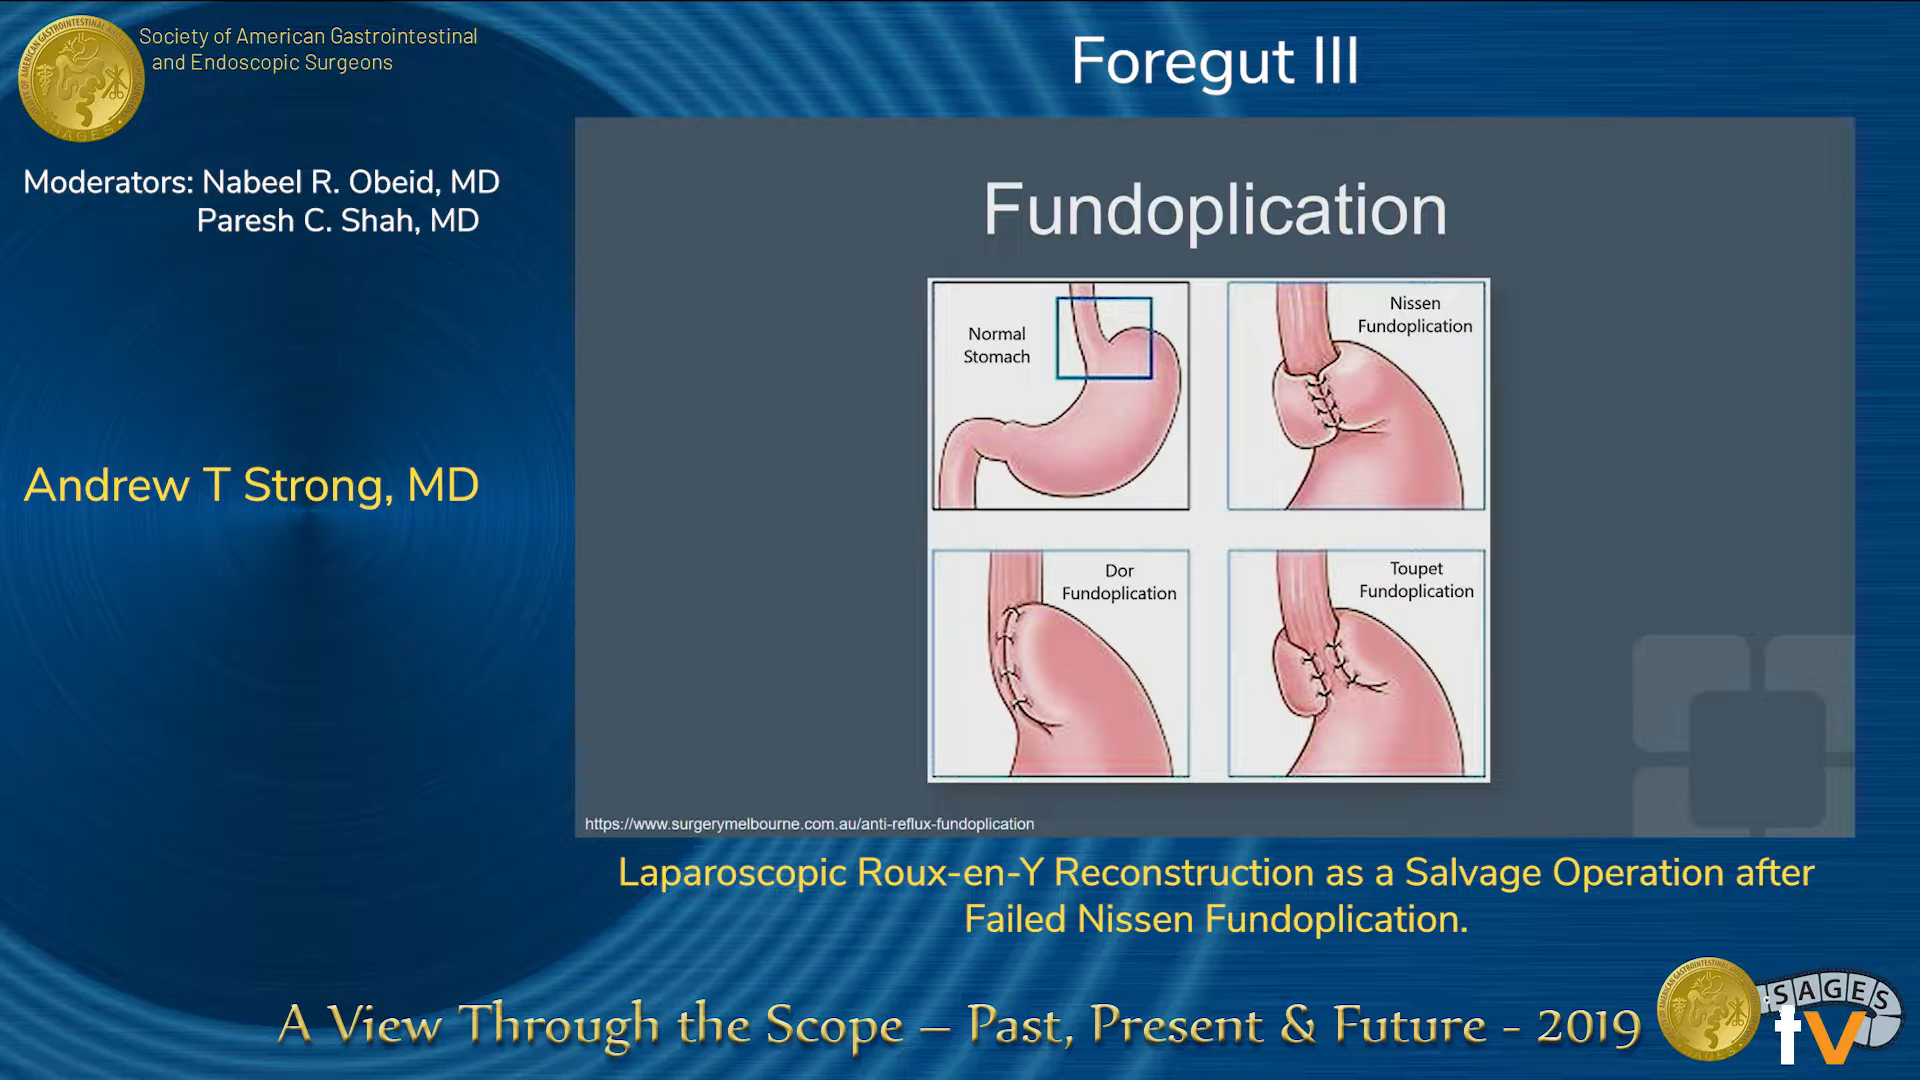 Society of American Gastrointestinal
and Endoscopic Surgeons
Foregut III
Moderators: Nabeel R. Obeid, MD
Paresh C. Shah, MD
Andrew T Strong, MD
Fundoplication
Normal
Stomach
Nissen
Fundoplication
Dor
Fundoplication
Toupet
Fundoplication
https://www.surgerymelbourne.com.au/anti-reflux-fundoplication
Laparoscopic Roux-en-Y Reconstruction as a Salvage Operation after
Failed Nissen Fundoplication.
A View Through the Scope – Past, Present & Future - 2019
SAGES
tv